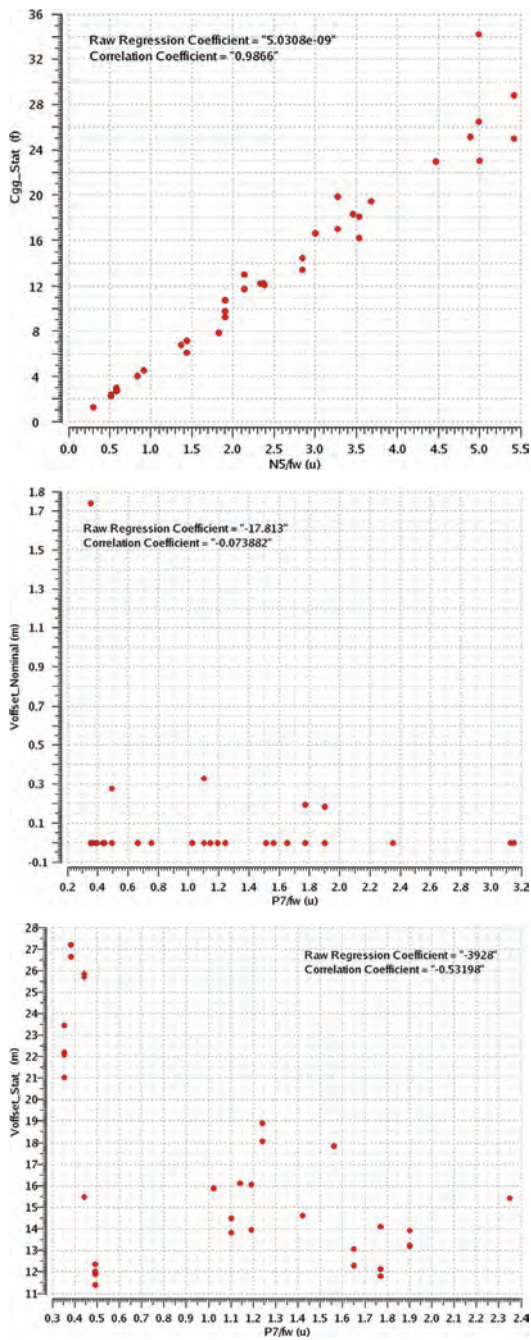 36
32
28
24
20
16
12
8
4
0
Cgg_Stat (f)
Raw Regression Coefficient = "5.0308e-09"
Correlation Coefficient = "0.9866"
0.0 0.5 1.0 1.5 2.0 2.5 3.0 3.5 4.0 4.5 5.0 5.5
N5/fw (u)
1.8
1.7
1.5
1.3
1.1
0.9
0.7
0.5
0.3
0.1
-0.1
Voffset_Nominal (m)
Raw Regression Coefficient = "-17.813"
Correlation Coefficient = "-0.073882"
0.2 0.4 0.6 0.8 1.0 1.2 1.4 1.6 1.8 2.0 2.2 2.4 2.6 2.8 3.0 3.2
P7/fw (u)
28
27
26
25
24
23
22
21
20
19
18
17
16
15
14
13
12
11
Voffset_Stat (m)
Raw Regression Coefficient = "-3928"
Correlation Coefficient = "-0.53198"
0.3 0.4 0.5 0.6 0.7 0.8 0.9 1.0 1.1 1.2 1.3 1.4 1.5 1.6 1.7 1.8 1.9 2.0 2.1 2.2 2.3 2.4
P7/fw (u)